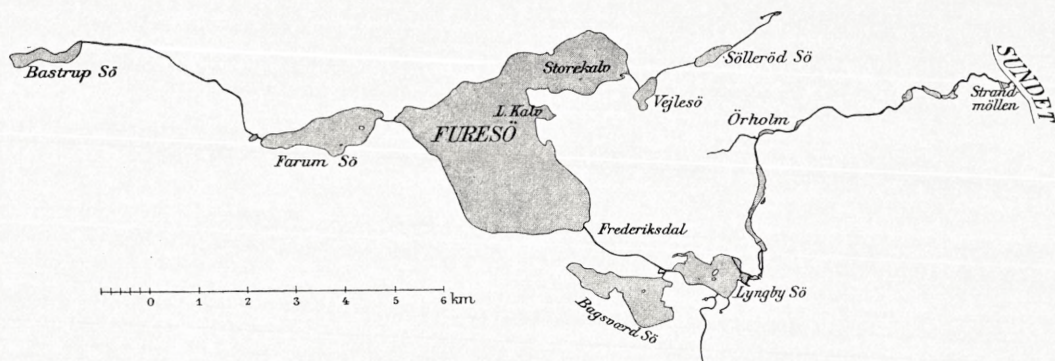 Bastrup Sö
Farum Sö
FURESÖ
Storekalv
L. Kalv
Vejlesö
Sölleröd Sö
Örholm
Strand
möllen
SUNDET
Frederiksdal
Lyngby Sö
Bagsværd Sö
0 1 2 3 4 5 6 km